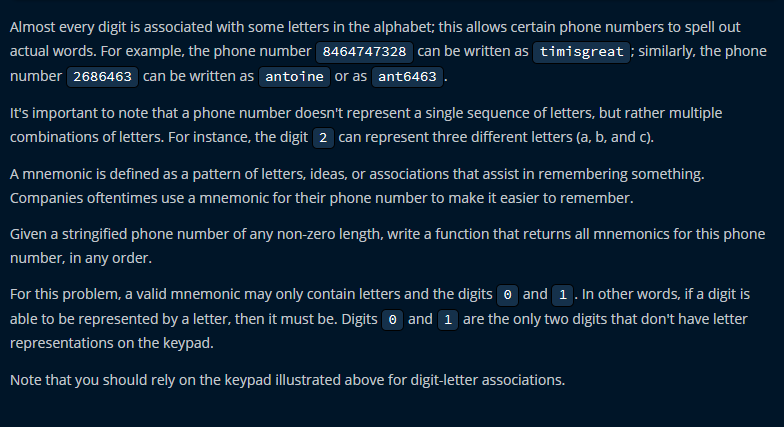 Almost every digit is associated with some letters in the alphabet; this allows certain phone numbers to spell out
actual words. For example, the phone number 8464747328 can be written as timisgreat; similarly, the phone
number 2686463 can be written as antoine or as ant6463.
It's important to note that a phone number doesn't represent a single sequence of letters, but rather multiple
combinations of letters. For instance, the digit 2 can represent three different letters (a, b, and c).
A mnemonic is defined as a pattern of letters, ideas, or associations that assist in remembering something.
Companies oftentimes use a mnemonic for their phone number to make it easier to remember.
Given a stringified phone number of any non-zero length, write a function that returns all mnemonics for this phone
number, in any order.
For this problem, a valid mnemonic may only contain letters and the digits 0 and 1. In other words, if a digit is
able to be represented by a letter, then it must be. Digits 0 and 1 are the only two digits that don't have letter
representations on the keypad.
Note that you should rely on the keypad illustrated above for digit-letter associations.